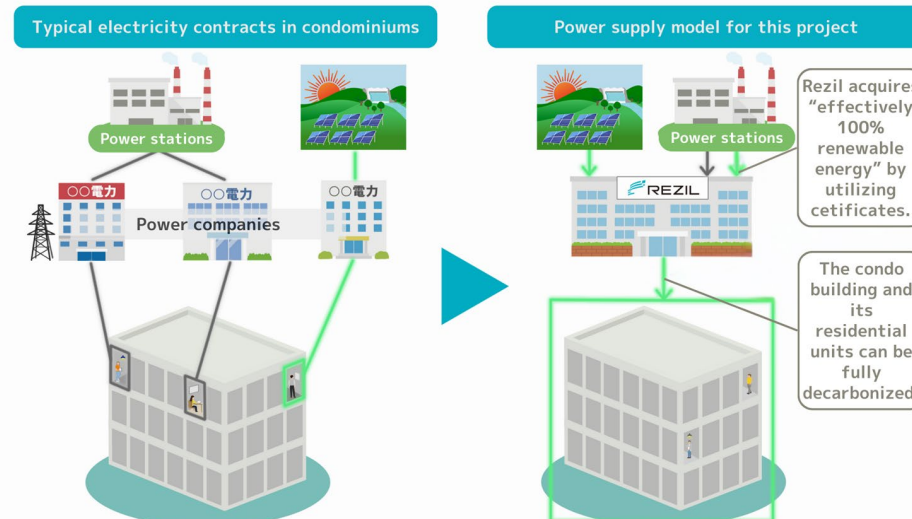 Typical electricity contracts in condominiums
Power supply model for this project
Power stations
○○電力
○○電力
○○電力
Power companies
Power stations
REZIL
Rezil acquires
“effectively
100%
renewable
energy” by
utilizing
cetificates.
The condo
building and
its
residential
units can be
fully
decarbonized